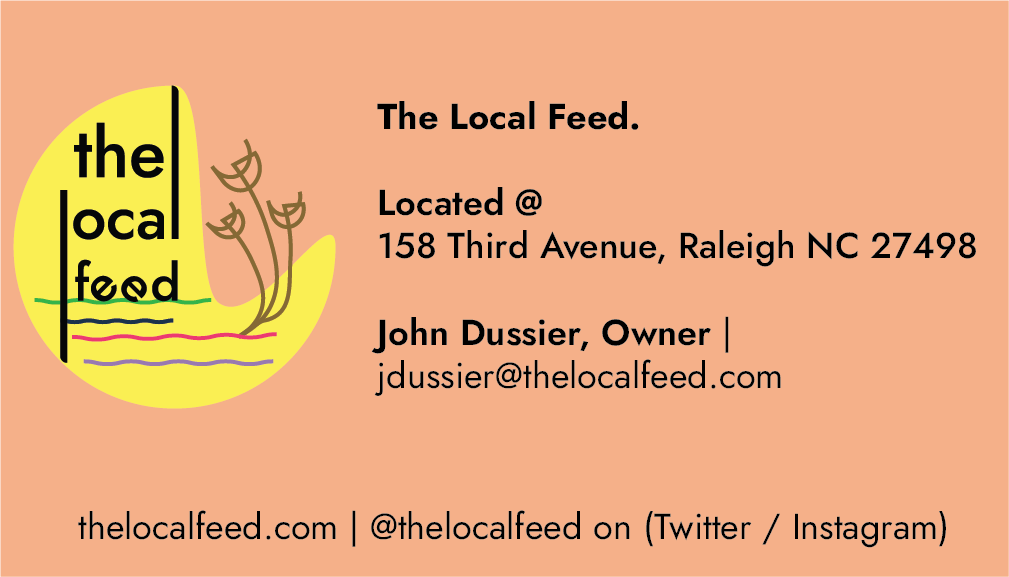 the
local
feed
The Local Feed.
Located @
158 Third Avenue, Raleigh NC 27498
John Dussier, Owner |
jdussier@thelocalfeed.com
thelocalfeed.com | @thelocalfeed on (Twitter / Instagram)